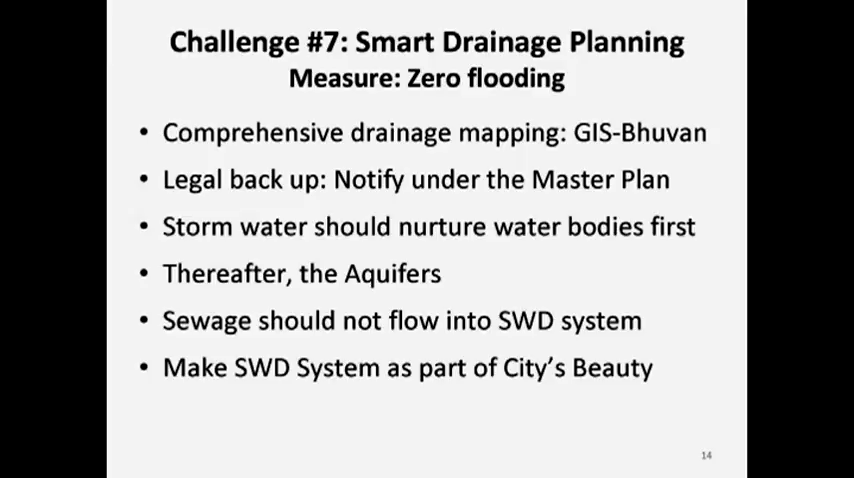 Challenge #7: Smart Drainage Planning
Measure: Zero flooding
• Comprehensive drainage mapping: GIS-Bhuvan
• Legal back up: Notify under the Master Plan
• Storm water should nurture water bodies first
• Thereafter, the Aquifers
• Sewage should not flow into SWD system
• Make SWD System as part of City's Beauty
14